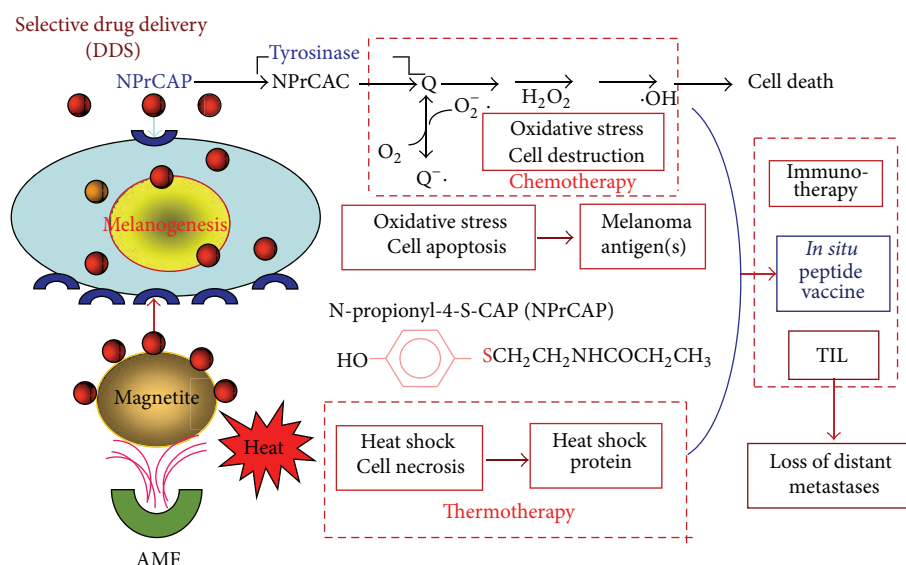 Selective drug delivery
(DDS)
NPrCAP
Tyrosinase
NPrCAC
Q
O₂⁻·
O₂
Q⁻·
H₂O₂
·OH
Cell death
Oxidative stress
Cell destruction
Chemotherapy
Melanogenesis
Oxidative stress
Cell apoptosis
Melanoma
antigen(s)
Immuno-
therapy
In situ
peptide
vaccine
TIL
Loss of distant
metastases
N-propionyl-4-S-CAP (NPrCAP)
HO
SCH₂CH₂NHCOCH₂CH₃
Magnetite
Heat
AMF
Heat shock
Cell necrosis
Heat shock
protein
Thermotherapy